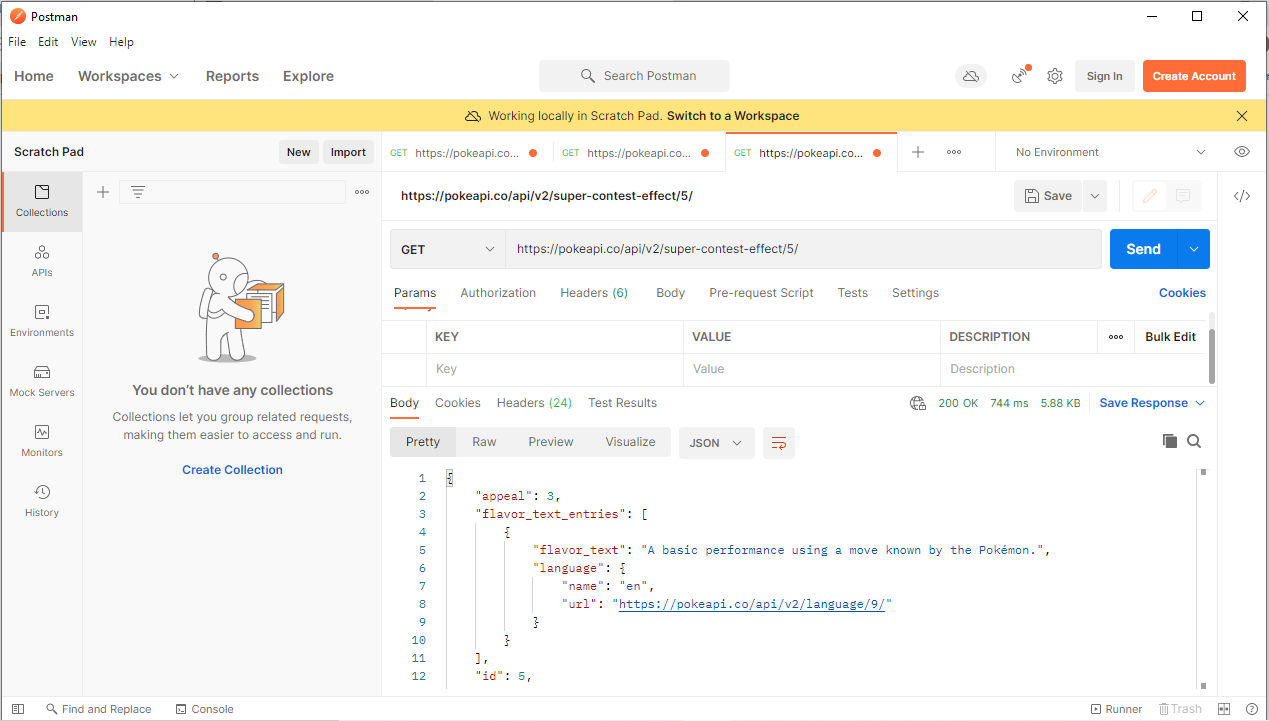 Postman
File Edit View Help
Home Workspaces Reports Explore Search Postman Sign In Create Account
Working locally in Scratch Pad. Switch to a Workspace
Scratch Pad New Import
GET https://pokeapi.co... GET https://pokeapi.co... GET https://pokeapi.co... No Environment
Collections
APIs
Environments
Mock Servers
Monitors
History
You don't have any collections
Collections let you group related requests,
making them easier to access and run.
Create Collection
https://pokeapi.co/api/v2/super-contest-effect/5/ Save
GET https://pokeapi.co/api/v2/super-contest-effect/5/ Send
Params Authorization Headers (6) Body Pre-request Script Tests Settings Cookies
KEY VALUE DESCRIPTION Bulk Edit
Key Value Description
Body Cookies Headers (24) Test Results 200 OK 744 ms 5.88 KB Save Response
Pretty Raw Preview Visualize JSON
1 {
2 "appeal": 3,
3 "flavor_text_entries": [
4 {
5 "flavor_text": "A basic performance using a move known by the Pokémon.",
6 "language": {
7 "name": "en",
8 "url": "https://pokeapi.co/api/v2/language/9/"
9 }
10 }
11 ],
12 "id": 5,
Find and Replace Console Runner Trash